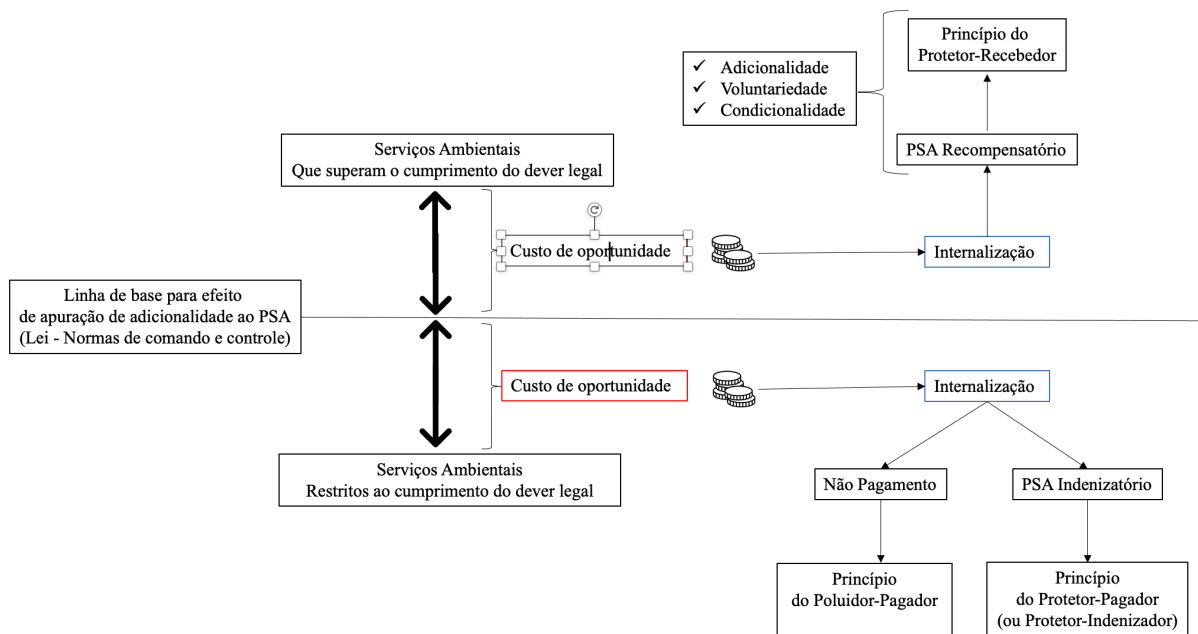 Princípio do
Protetor-Recebedor
✓ Adicionalidade
✓ Voluntariedade
✓ Condicionalidade
PSA Recompensatório
Serviços Ambientais
Que superam o cumprimento do dever legal
Custo de oportunidade
Internalização
Linha de base para efeito
de apuração de adicionalidade ao PSA
(Lei - Normas de comando e controle)
Custo de oportunidade
Internalização
Serviços Ambientais
Restritos ao cumprimento do dever legal
Não Pagamento
PSA Indenizatório
Princípio
do Poluidor-Pagador
Princípio
do Protetor-Pagador
(ou Protetor-Indenizador)